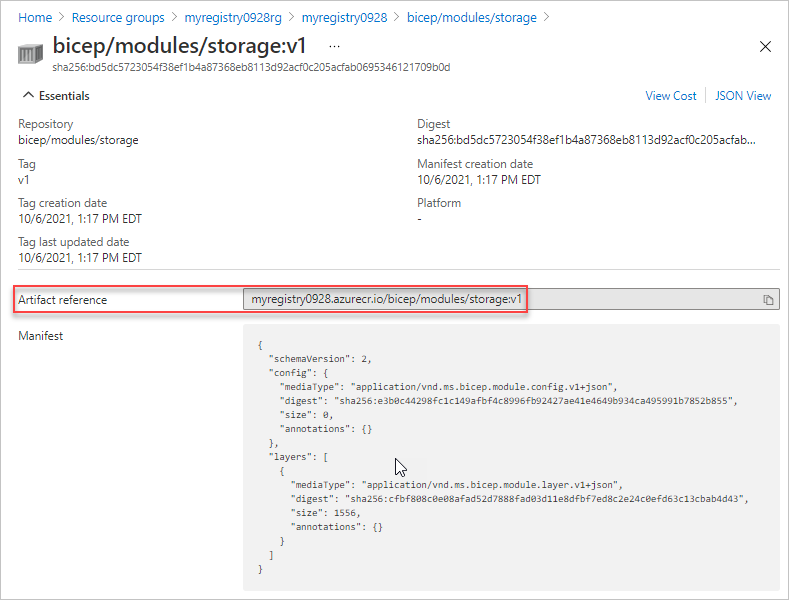 Home > Resource groups > myregistry0928rg > myregistry0928 > bicep/modules/storage >
bicep/modules/storage:v1 ...
sha256:bd5dc5723054f38ef1b4a87368eb8113d92acf0c205acfab0695346121709b0d
Essentials
View Cost | JSON View
Repository
bicep/modules/storage
Digest
sha256:bd5dc5723054f38ef1b4a87368eb8113d92acf0c205acfab...
Tag
v1
Manifest creation date
10/6/2021, 1:17 PM EDT
Tag creation date
10/6/2021, 1:17 PM EDT
Platform
-
Tag last updated date
10/6/2021, 1:17 PM EDT
Artifact reference
myregistry0928.azurecr.io/bicep/modules/storage:v1
Manifest
{
"schemaVersion": 2,
"config": {
"mediaType": "application/vnd.ms.bicep.module.config.v1+json",
"digest": "sha256:e3b0c44298fc1c149afbf4c8996fb92427ae41e4649b934ca495991b7852b855",
"size": 0,
"annotations": {}
},
"layers": [
{
"mediaType": "application/vnd.ms.bicep.module.layer.v1+json",
"digest": "sha256:cfbf808c0e08afad52d7888fad03d11e8dfbf7ed8c2e24c0efd63c13cbab4d43",
"size": 1556,
"annotations": {}
}
]
}